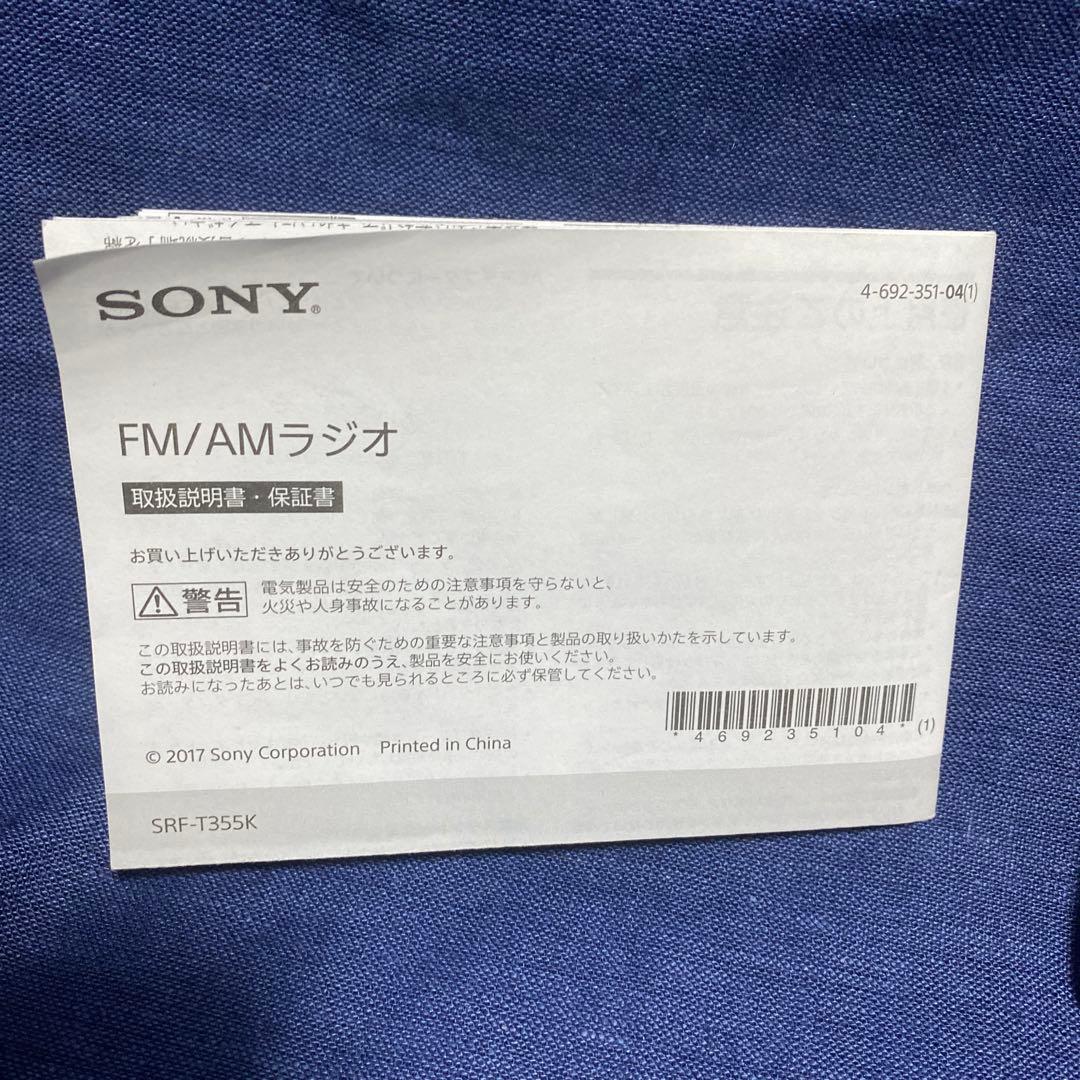 SONY®
4-692-351-04(1)
FM/AMラジオ
取扱説明書・保証書
お買い上げいただきありがとうございます。
警告
電気製品は安全のための注意事項を守らないと、
火災や人身事故になることがあります。
この取扱説明書には、事故を防ぐための重要な注意事項と製品の取り扱いかたを示しています。
この取扱説明書をよくお読みのうえ、製品を安全にお使いください。
お読みになったあとは、いつでも見られるところに必ず保管してください。
* 4 6 9 2 3 5 1 0 4 * (1)
© 2017 Sony Corporation Printed in China
SRF-T355K